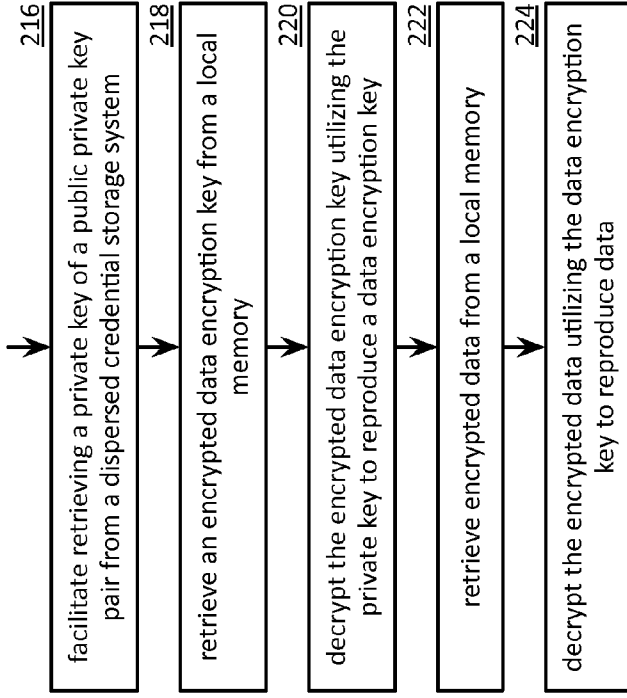 216
facilitate retrieving a private key of a public private key
pair from a dispersed credential storage system
218
retrieve an encrypted data encryption key from a local
memory
220
decrypt the encrypted data encryption key utilizing the
private key to reproduce a data encryption key
222
retrieve encrypted data from a local memory
224
decrypt the encrypted data utilizing the data encryption
key to reproduce data